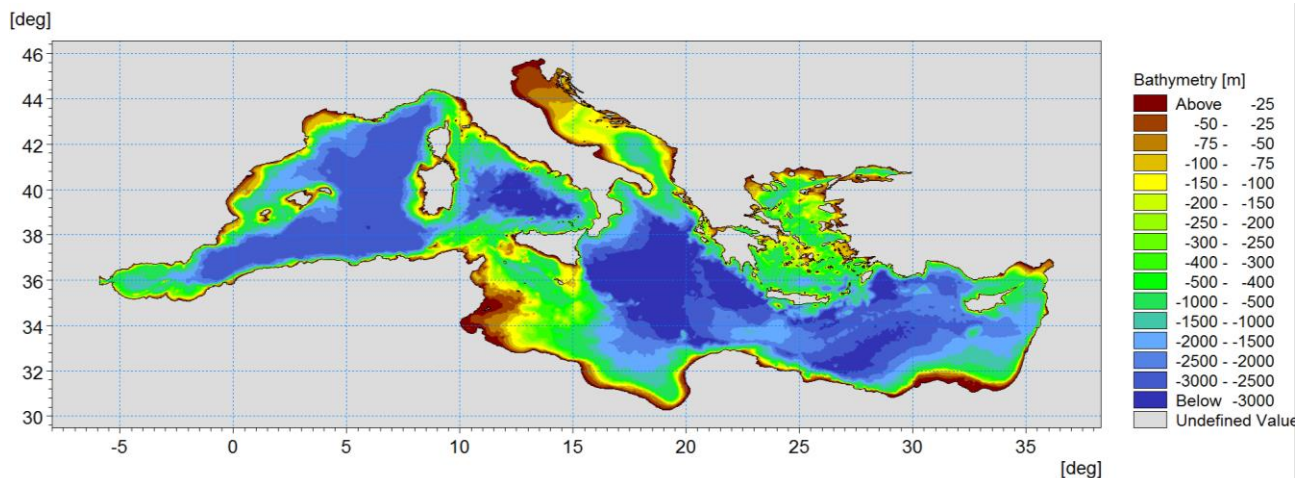 [deg]
46
44
42
40
38
36
34
32
30
-5 0 5 10 15 20 25 30 35
[deg]
Bathymetry [m]
Above -25
-50 - -25
-75 - -50
-100 - -75
-150 - -100
-200 - -150
-250 - -200
-300 - -250
-400 - -300
-500 - -400
-1000 - -500
-1500 - -1000
-2000 - -1500
-2500 - -2000
-3000 - -2500
Below -3000
Undefined Value